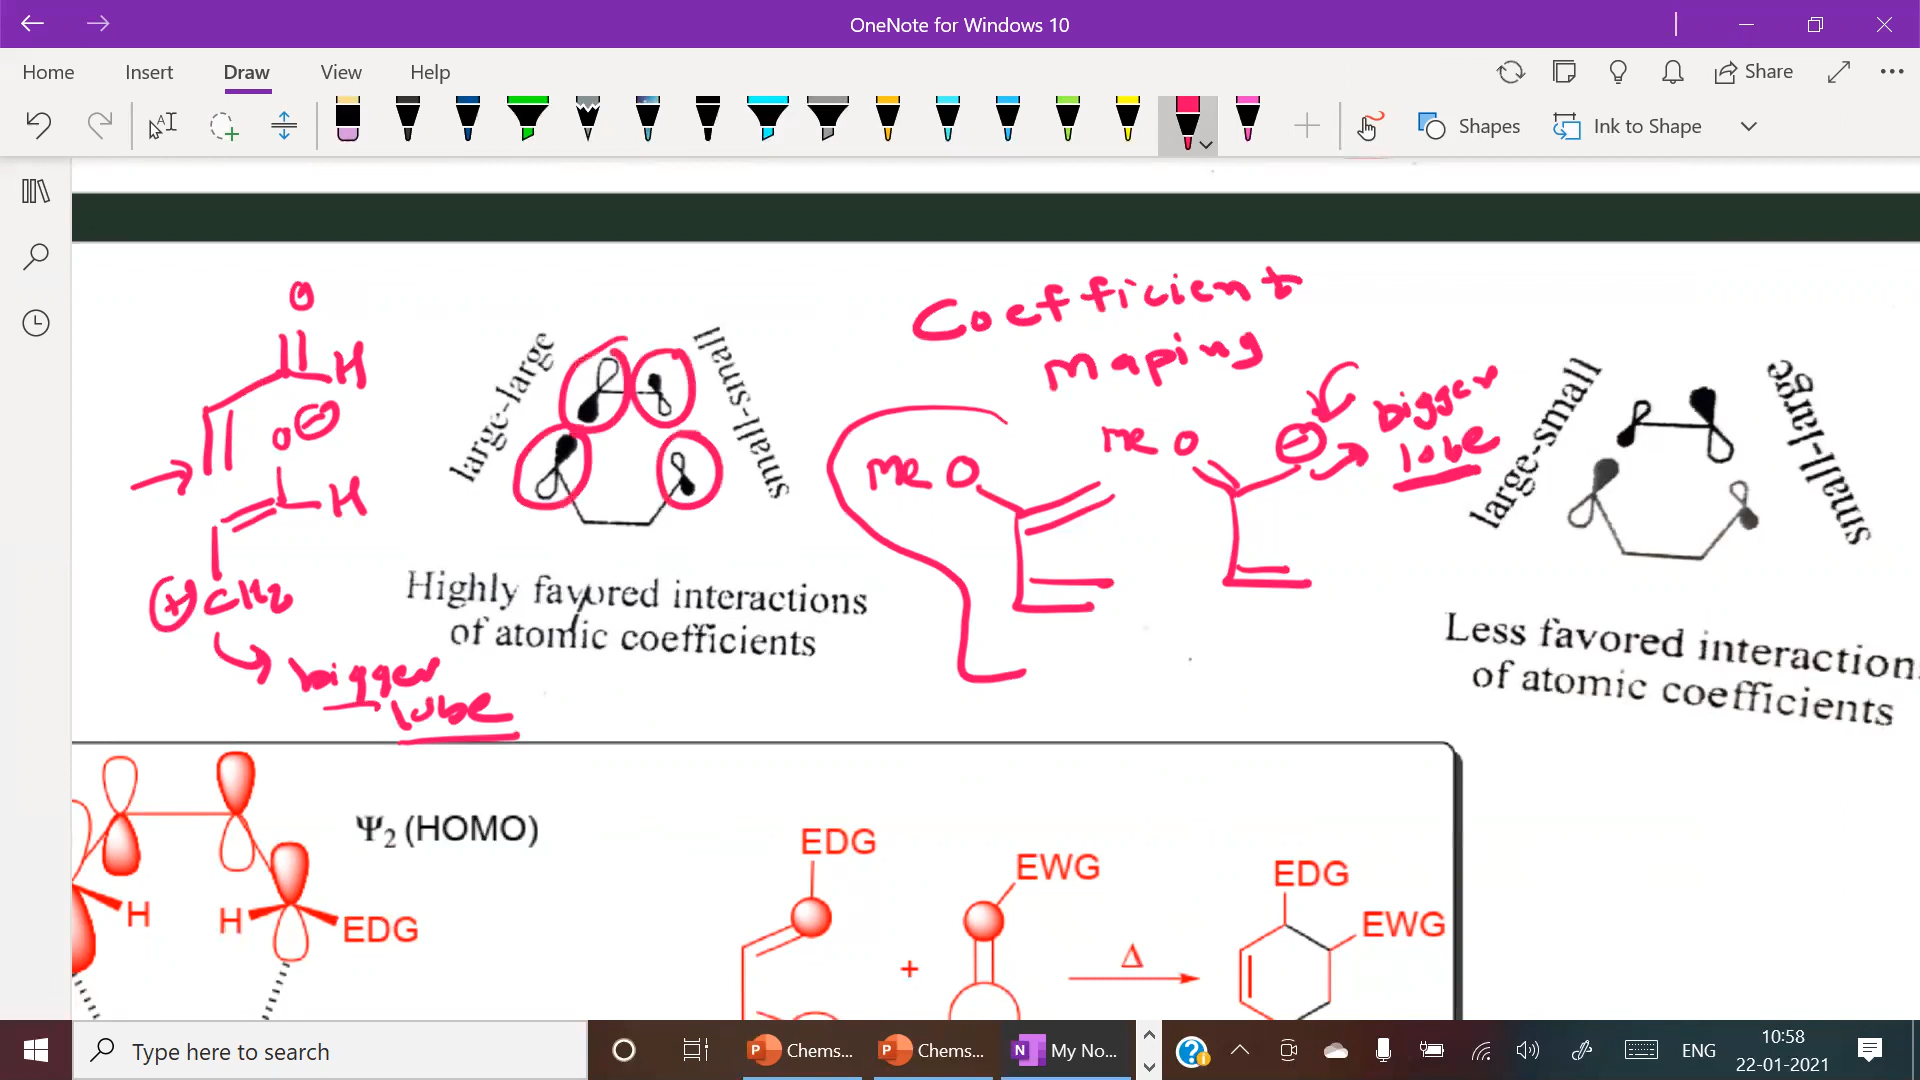 OneNote for Windows 10
Home Insert Draw View Help Share
Shapes Ink to Shape
Coefficient
maping
O
H
O ⊖
H
⊕ CH2
bigger
lobe
large-large
small-small
Highly favored interactions
of atomic coefficients
MeO
MeO ⊖
bigger
lobe
large-small
small-large
Less favored interaction
of atomic coefficients
Ψ2 (HOMO)
H
H
EDG
EDG
EWG
+
Δ
EDG
EWG
Type here to search
Chems...
Chems...
My No...
ENG
10:58
22-01-2021